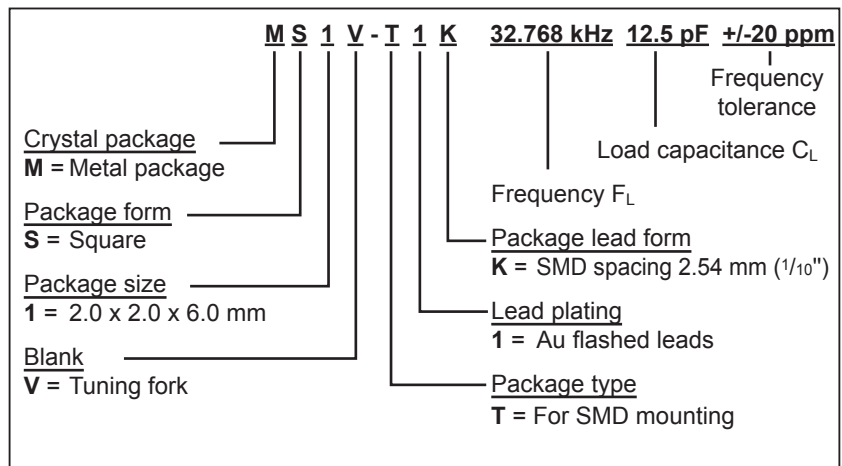 M S 1 V - T 1 K 32.768 kHz 12.5 pF +/-20 ppm
Frequency
tolerance
Load capacitance CL
Frequency FL
Crystal package
M = Metal package
Package form
S = Square
Package size
1 = 2.0 x 2.0 x 6.0 mm
Blank
V = Tuning fork
Package lead form
K = SMD spacing 2.54 mm (1/10")
Lead plating
1 = Au flashed leads
Package type
T = For SMD mounting